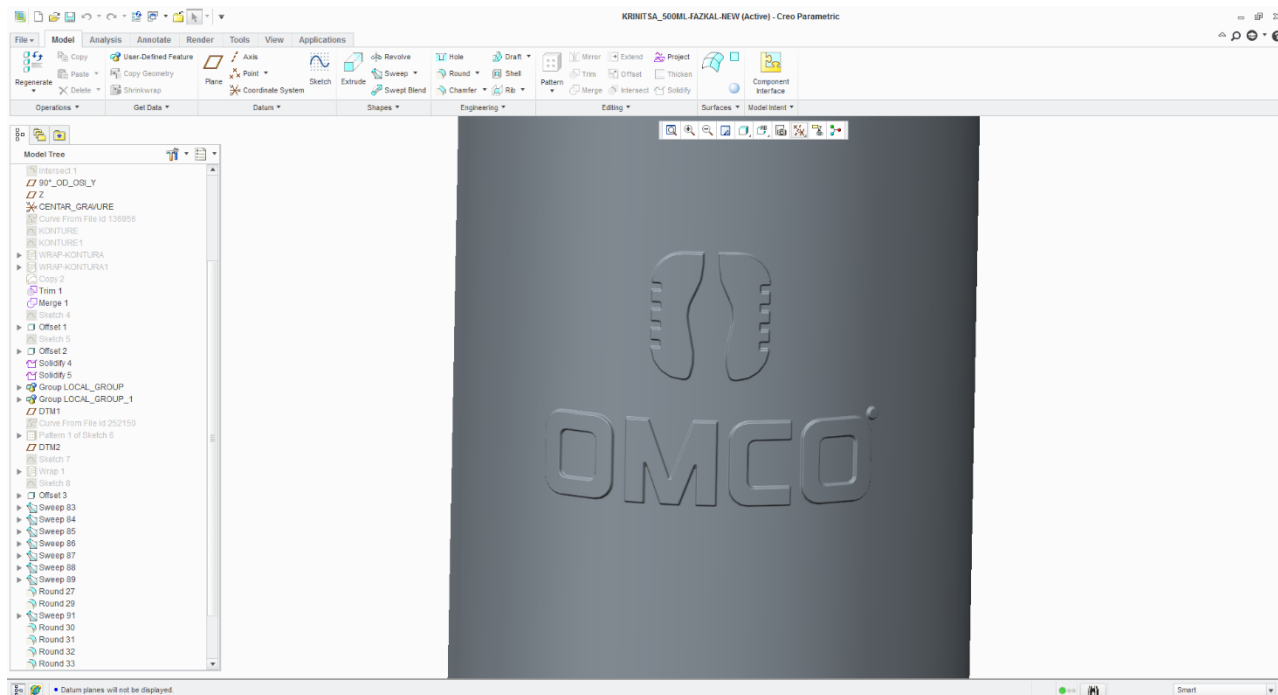 KRINITSA_500ML-FAZKAL-NEW (Active) - Creo Parametric
File Model Analysis Annotate Render Tools View Applications
Regenerate Copy Paste Delete User-Defined Feature Copy Geometry Shrinkwrap Plane Axis Point Coordinate System Sketch Extrude Revolve Sweep Swept Blend Hole Round Chamfer Draft Shell Rib Pattern Mirror Trim Merge Extend Offset Intersect Project Thicken Solidify Component Interface
Operations Get Data Datum Shapes Engineering Editing Surfaces Model Intent
Model Tree
Intersect 1
90°_OD_OSI_Y
Z
CENTAR_GRAVURE
Curve From File id 136956
KONTURE
KONTURE1
WRAP-KONTURA
WRAP-KONTURA1
Copy 2
Trim 1
Merge 1
Sketch 4
Offset 1
Sketch 5
Offset 2
Solidify 4
Solidify 5
Group LOCAL_GROUP
Group LOCAL_GROUP_1
DTM1
Curve From File id 252159
Pattern 1 of Sketch 6
DTM2
Sketch 7
Wrap 1
Sketch 8
Offset 3
Sweep 83
Sweep 84
Sweep 85
Sweep 86
Sweep 87
Sweep 88
Sweep 89
Round 27
Round 29
Sweep 91
Round 30
Round 31
Round 32
Round 33
OMCO
Datum planes will not be displayed.
Smart